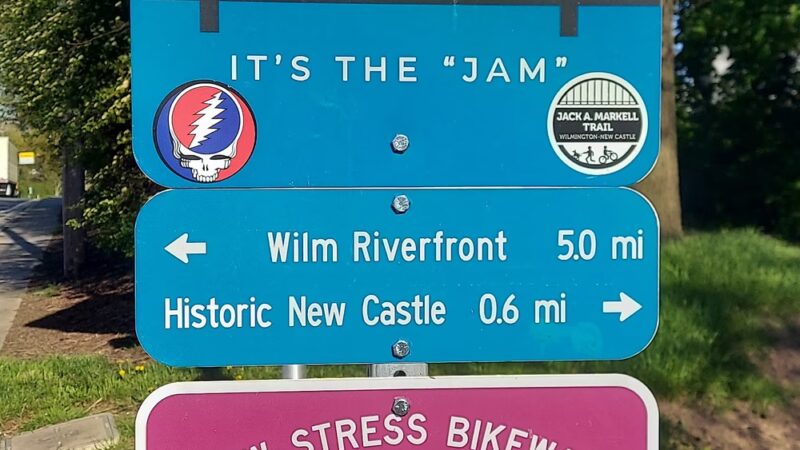 IT'S THE "JAM"
JACK A. MARKELL
TRAIL
WILMINGTON-NEW CASTLE
Wilm Riverfront 5.0 mi
Historic New Castle 0.6 mi
STRESS